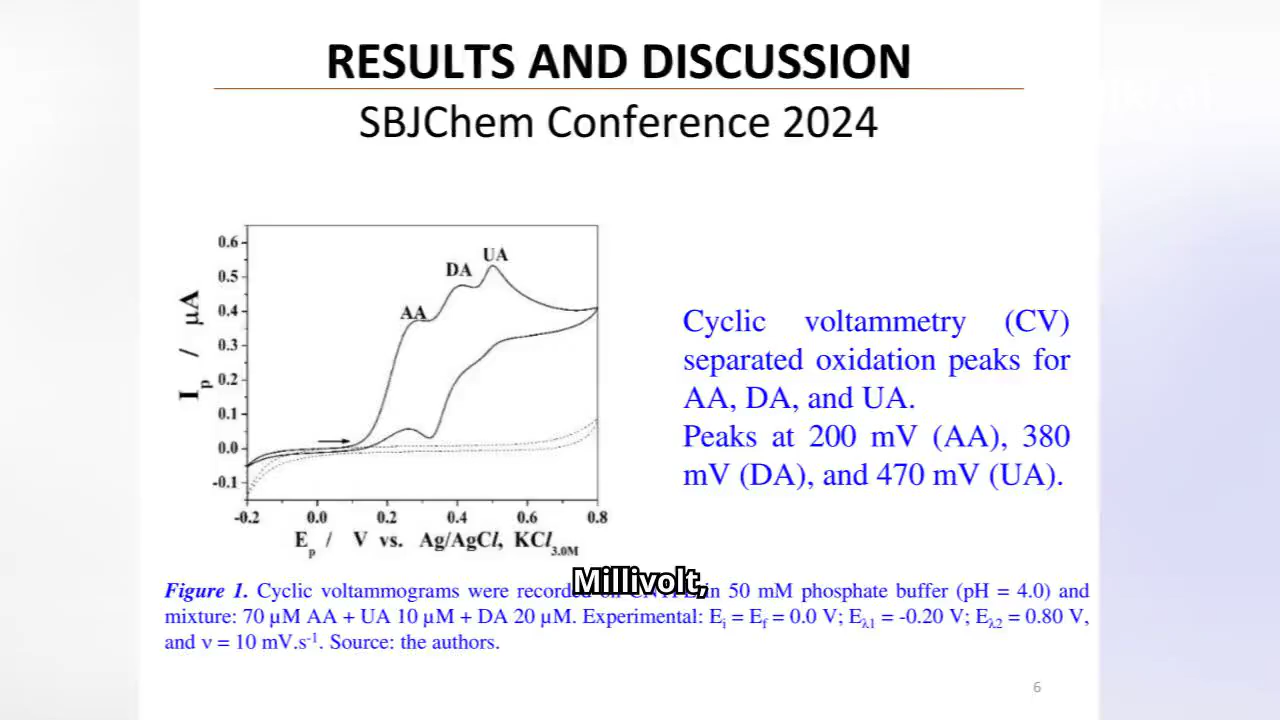 RESULTS AND DISCUSSION
SBJChem Conference 2024
0.6
0.5
0.4
0.3
0.2
0.1
0.0
-0.1
I_p / µA
AA
DA
UA
-0.2 0.0 0.2 0.4 0.6 0.8
E_p / V vs. Ag/AgCl, KCl_3.0M
Cyclic voltammetry (CV)
separated oxidation peaks for
AA, DA, and UA.
Peaks at 200 mV (AA), 380
mV (DA), and 470 mV (UA).
Millivolt,
Figure 1. Cyclic voltammograms were recorded in 50 mM phosphate buffer (pH = 4.0) and
mixture: 70 µM AA + UA 10 µM + DA 20 µM. Experimental: E_i = E_f = 0.0 V; E_λ1 = -0.20 V; E_λ2 = 0.80 V,
and ν = 10 mV.s⁻¹. Source: the authors.
6